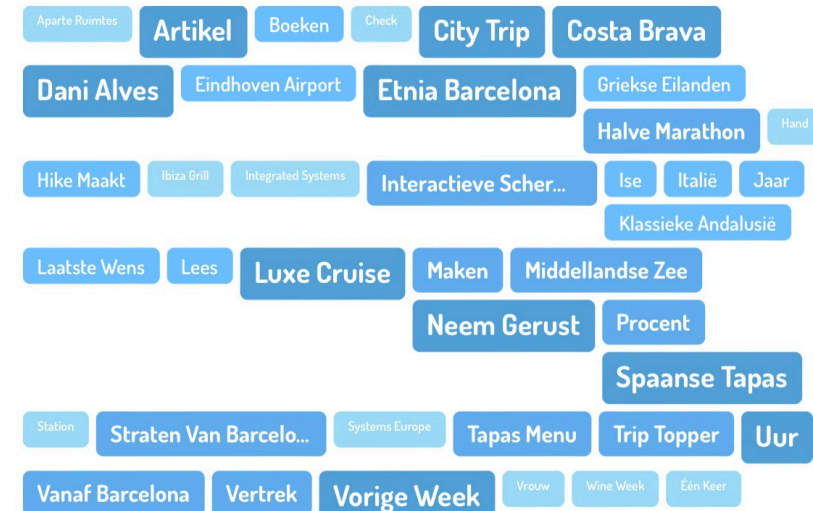 Aparte Ruimtes Artikel Boeken Check City Trip Costa Brava
Dani Alves Eindhoven Airport Etnia Barcelona Griekse Eilanden
Halve Marathon Hand
Hike Maakt Ibiza Grill Integrated Systems Interactieve Scher... Ise Italië Jaar
Klassieke Andalusië
Laatste Wens Lees Luxe Cruise Maken Middellandse Zee
Neem Gerust Procent
Spaanse Tapas
Station Straten Van Barcelo... Systems Europe Tapas Menu Trip Topper Uur
Vanaf Barcelona Vertrek Vorige Week Vrouw Wine Week Één Keer